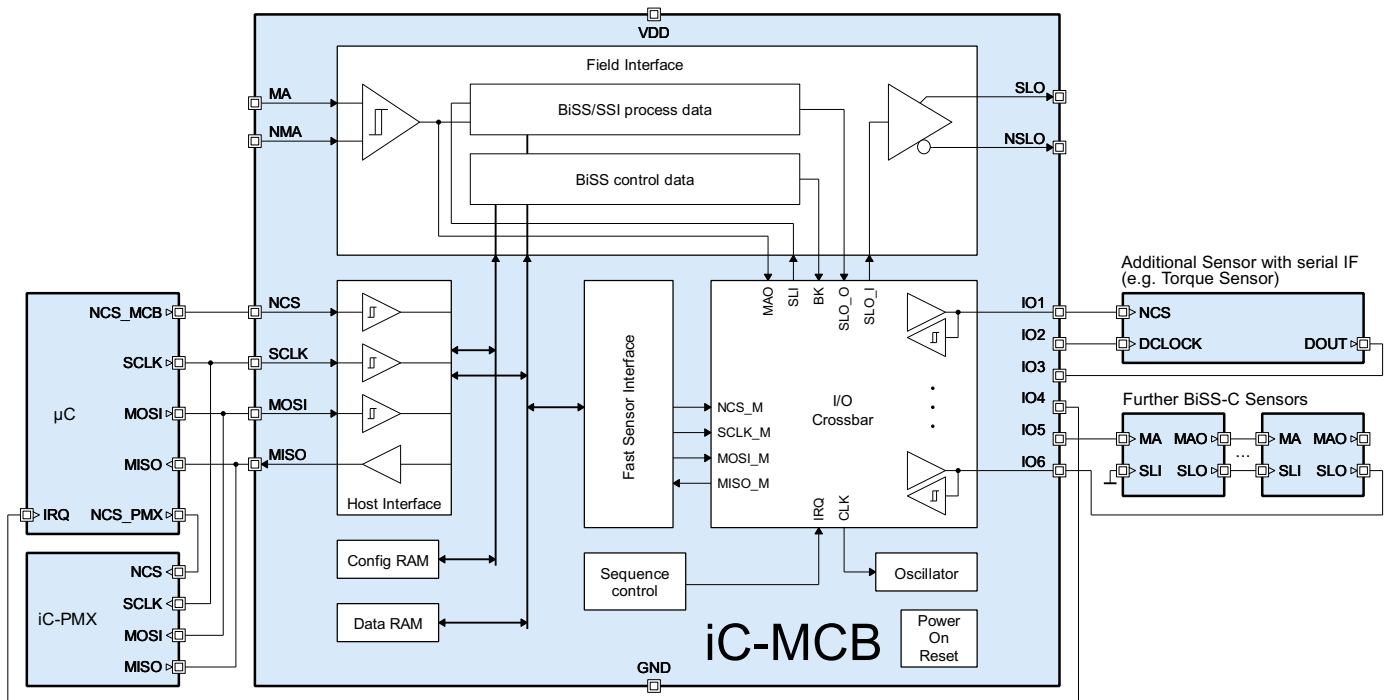 VDD
Field Interface
MA
NMA
BiSS/SSI process data
BiSS control data
SLO
NSLO
MAO
SLI
BK
SLO_O
SLO_I
NCS
SCLK
MOSI
MISO
Host Interface
Fast Sensor Interface
NCS_M
SCLK_M
MOSI_M
MISO_M
I/O
Crossbar
IRQ
CLK
IO1
IO2
IO3
IO4
IO5
IO6
Config RAM
Data RAM
Sequence
control
Oscillator
Power
On
Reset
iC-MCB
GND
µC
NCS_MCB
SCLK
MOSI
MISO
IRQ
NCS_PMX
iC-PMX
NCS
SCLK
MOSI
MISO
Additional Sensor with serial IF
(e.g. Torque Sensor)
NCS
DCLOCK
DOUT
Further BiSS-C Sensors
MA
MAO
SLI
SLO
...
MA
MAO
SLI
SLO